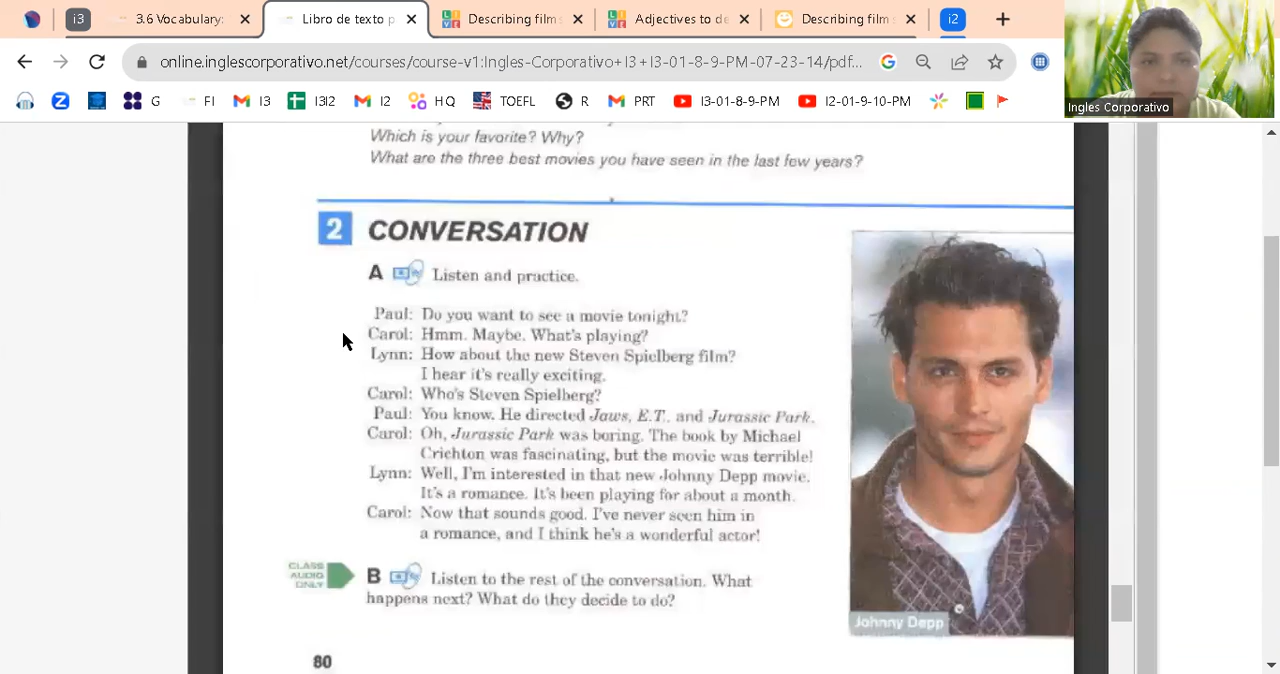 i3
3.6 Vocabulary:
Libro de texto p
Describing film
Adjectives to de
Describing film
i2
online.inglescorporativo.net/courses/course-v1:Ingles-Corporativo+I3+I3-01-8-9-PM-07-23-14/pdf...
G
FI
I3
I3I2
I2
HQ
TOEFL
R
PRT
I3-01-8-9-PM
I2-01-9-10-PM
Ingles Corporativo
Which is your favorite? Why?
What are the three best movies you have seen in the last few years?
2 CONVERSATION
A Listen and practice.
Paul: Do you want to see a movie tonight?
Carol: Hmm. Maybe. What's playing?
Lynn: How about the new Steven Spielberg film?
I hear it's really exciting.
Carol: Who's Steven Spielberg?
Paul: You know. He directed Jaws, E.T., and Jurassic Park.
Carol: Oh, Jurassic Park was boring. The book by Michael
Crichton was fascinating, but the movie was terrible!
Lynn: Well, I'm interested in that new Johnny Depp movie.
It's a romance. It's been playing for about a month.
Carol: Now that sounds good. I've never seen him in
a romance, and I think he's a wonderful actor!
CLASS
AUDIO
ONLY
B Listen to the rest of the conversation. What
happens next? What do they decide to do?
Johnny Depp
80